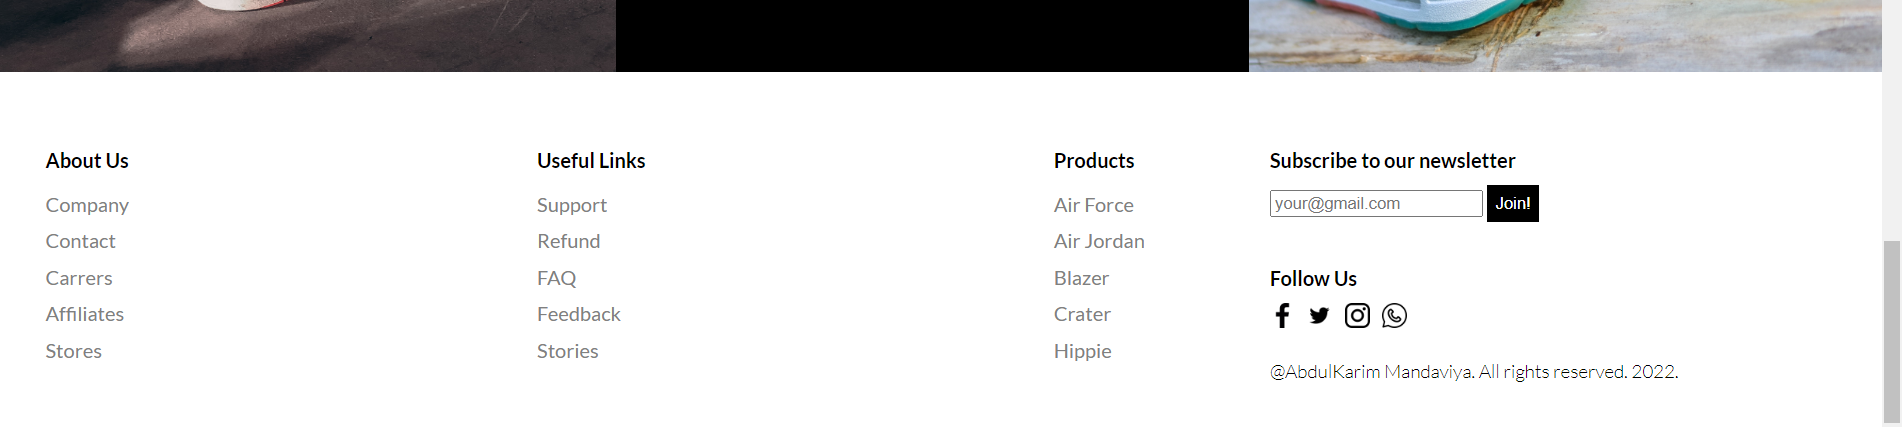 About Us
Company
Contact
Carrers
Affiliates
Stores
Useful Links
Support
Refund
FAQ
Feedback
Stories
Products
Air Force
Air Jordan
Blazer
Crater
Hippie
Subscribe to our newsletter
your@gmail.com Join!
Follow Us
@AbdulKarim Mandaviya. All rights reserved. 2022.